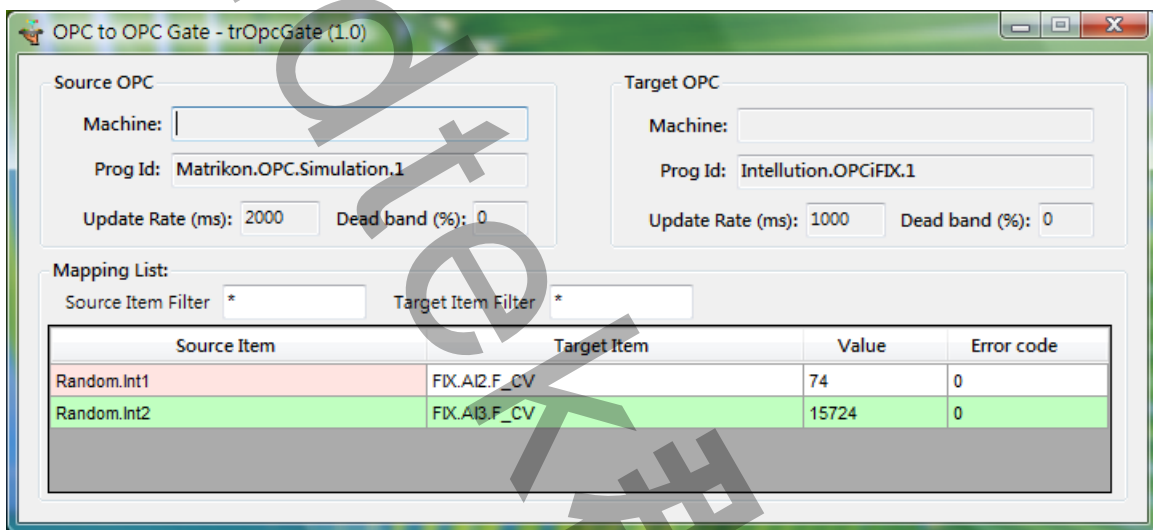 OPC to OPC Gate - trOpcGate (1.0)
Source OPC
Target OPC
Machine:
Machine:
Prog Id: Matrikon.OPC.Simulation.1
Prog Id: Intellution.OPCiFIX.1
Update Rate (ms): 2000 Dead band (%): 0
Update Rate (ms): 1000 Dead band (%): 0
Mapping List:
Source Item Filter * Target Item Filter *
Source Item Target Item Value Error code
Random.Int1 FIX.AI2.F_CV 74 0
Random.Int2 FIX.AI3.F_CV 15724 0